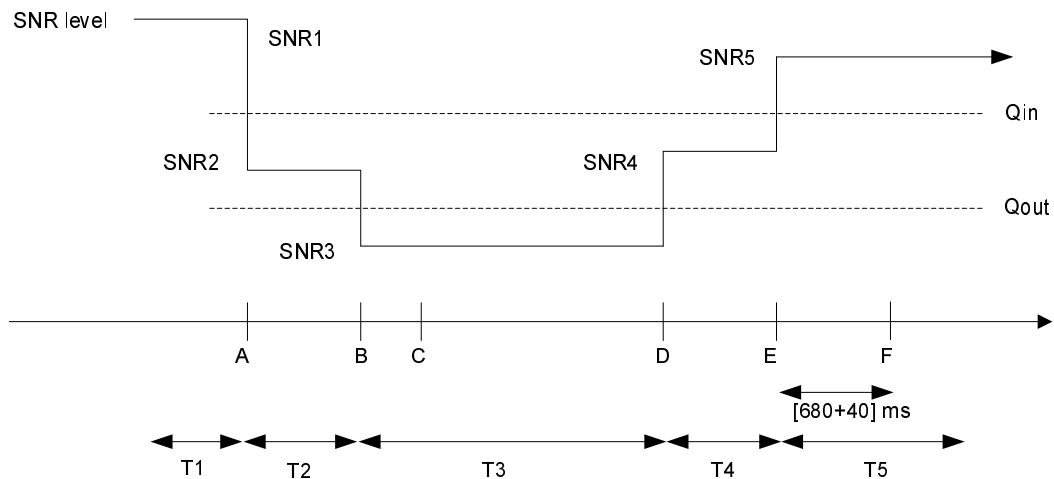 SNR level
SNR1
SNR5
Qin
SNR2
SNR4
Qout
SNR3
A
B
C
D
E
F
[680+40] ms
T1
T2
T3
T4
T5